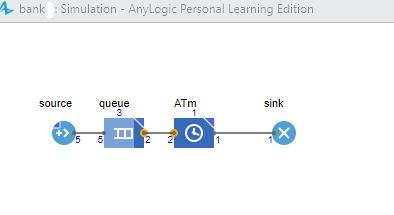 bank : Simulation - AnyLogic Personal Learning Edition
source queue ATm sink
3 1
5 5 2 2 1 1